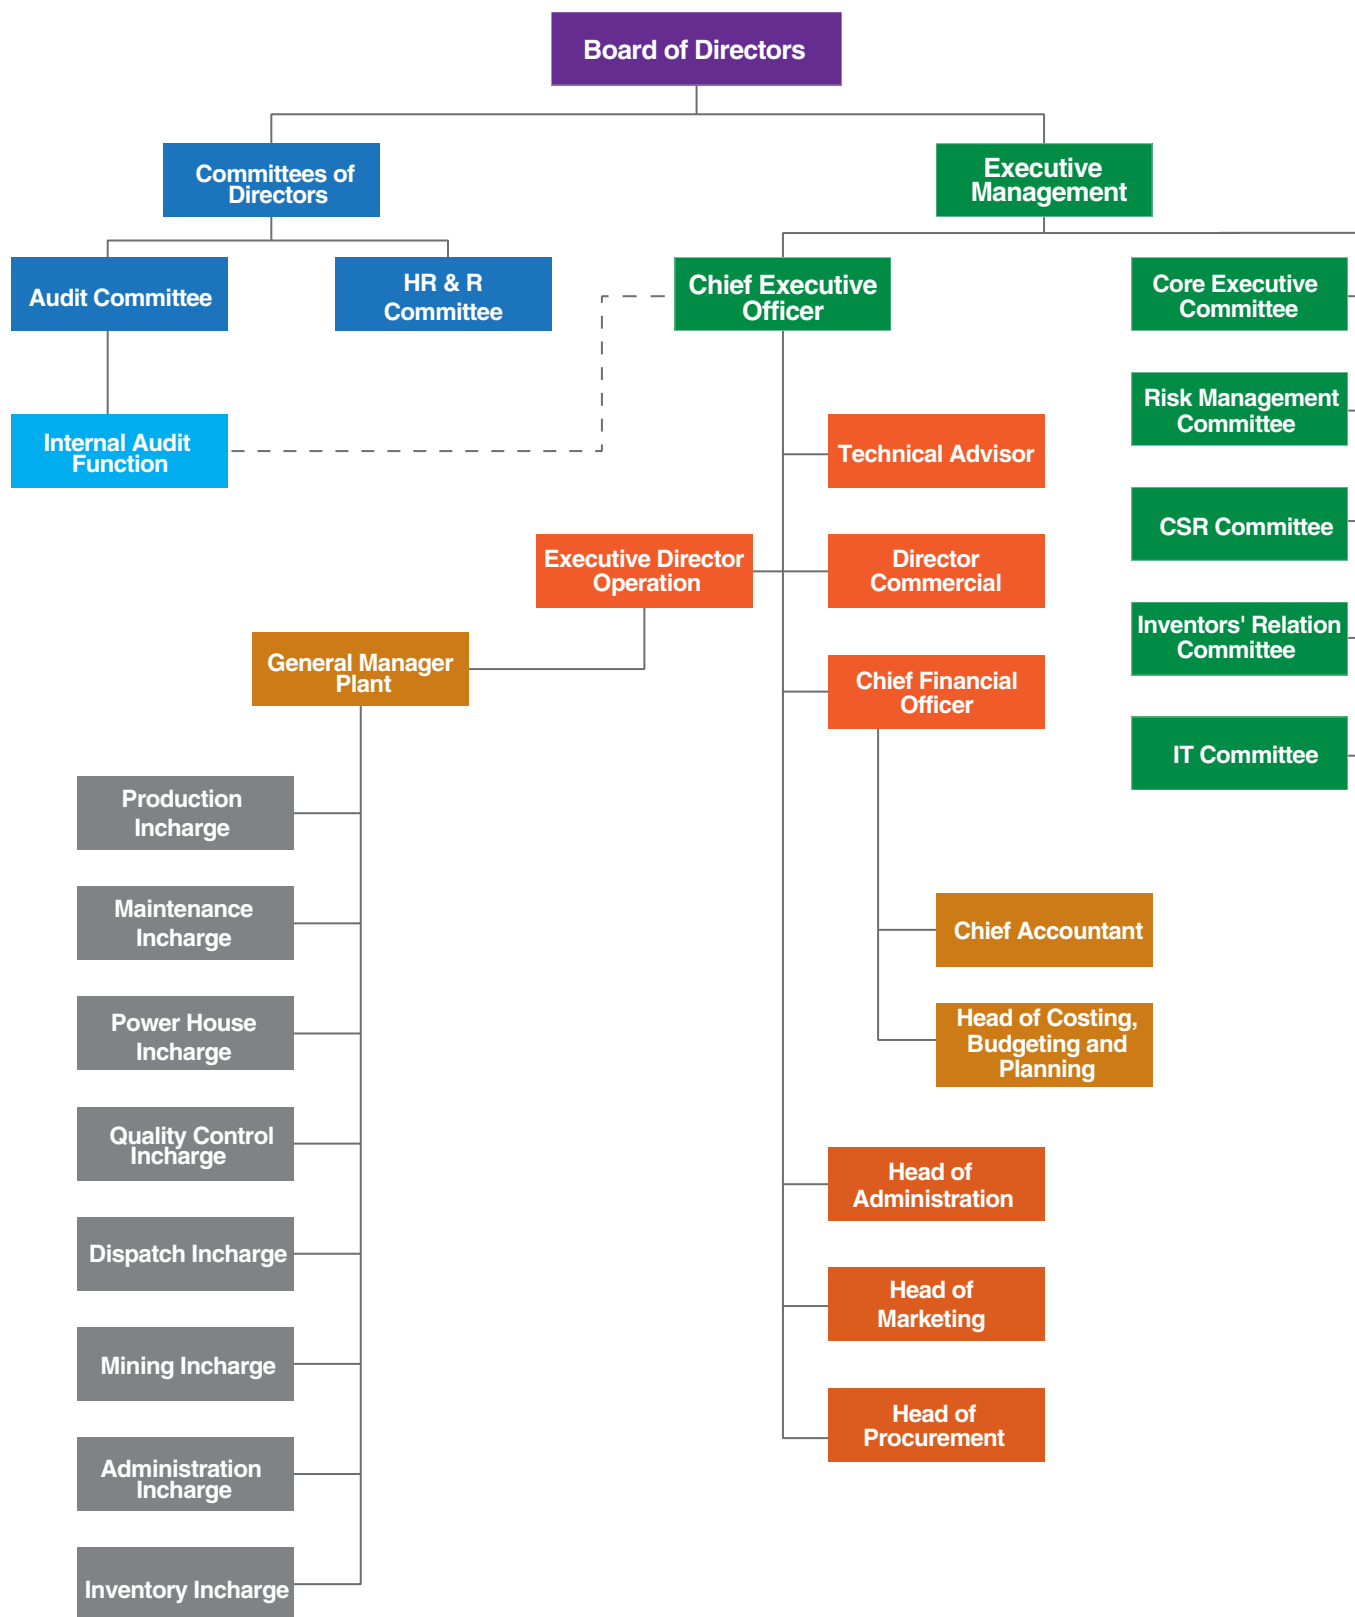 Board of Directors
Committees of
Directors
Executive
Management
Audit Committee
HR & R
Committee
Chief Executive
Officer
Core Executive
Committee
Internal Audit
Function
Technical Advisor
Risk Management
Committee
Executive Director
Operation
Director
Commercial
CSR Committee
General Manager
Plant
Chief Financial
Officer
Inventors' Relation
Committee
IT Committee
Production
Incharge
Maintenance
Incharge
Chief Accountant
Power House
Incharge
Head of Costing,
Budgeting and
Planning
Quality Control
Incharge
Head of
Administration
Dispatch Incharge
Head of
Marketing
Mining Incharge
Head of
Procurement
Administration
Incharge
Inventory Incharge